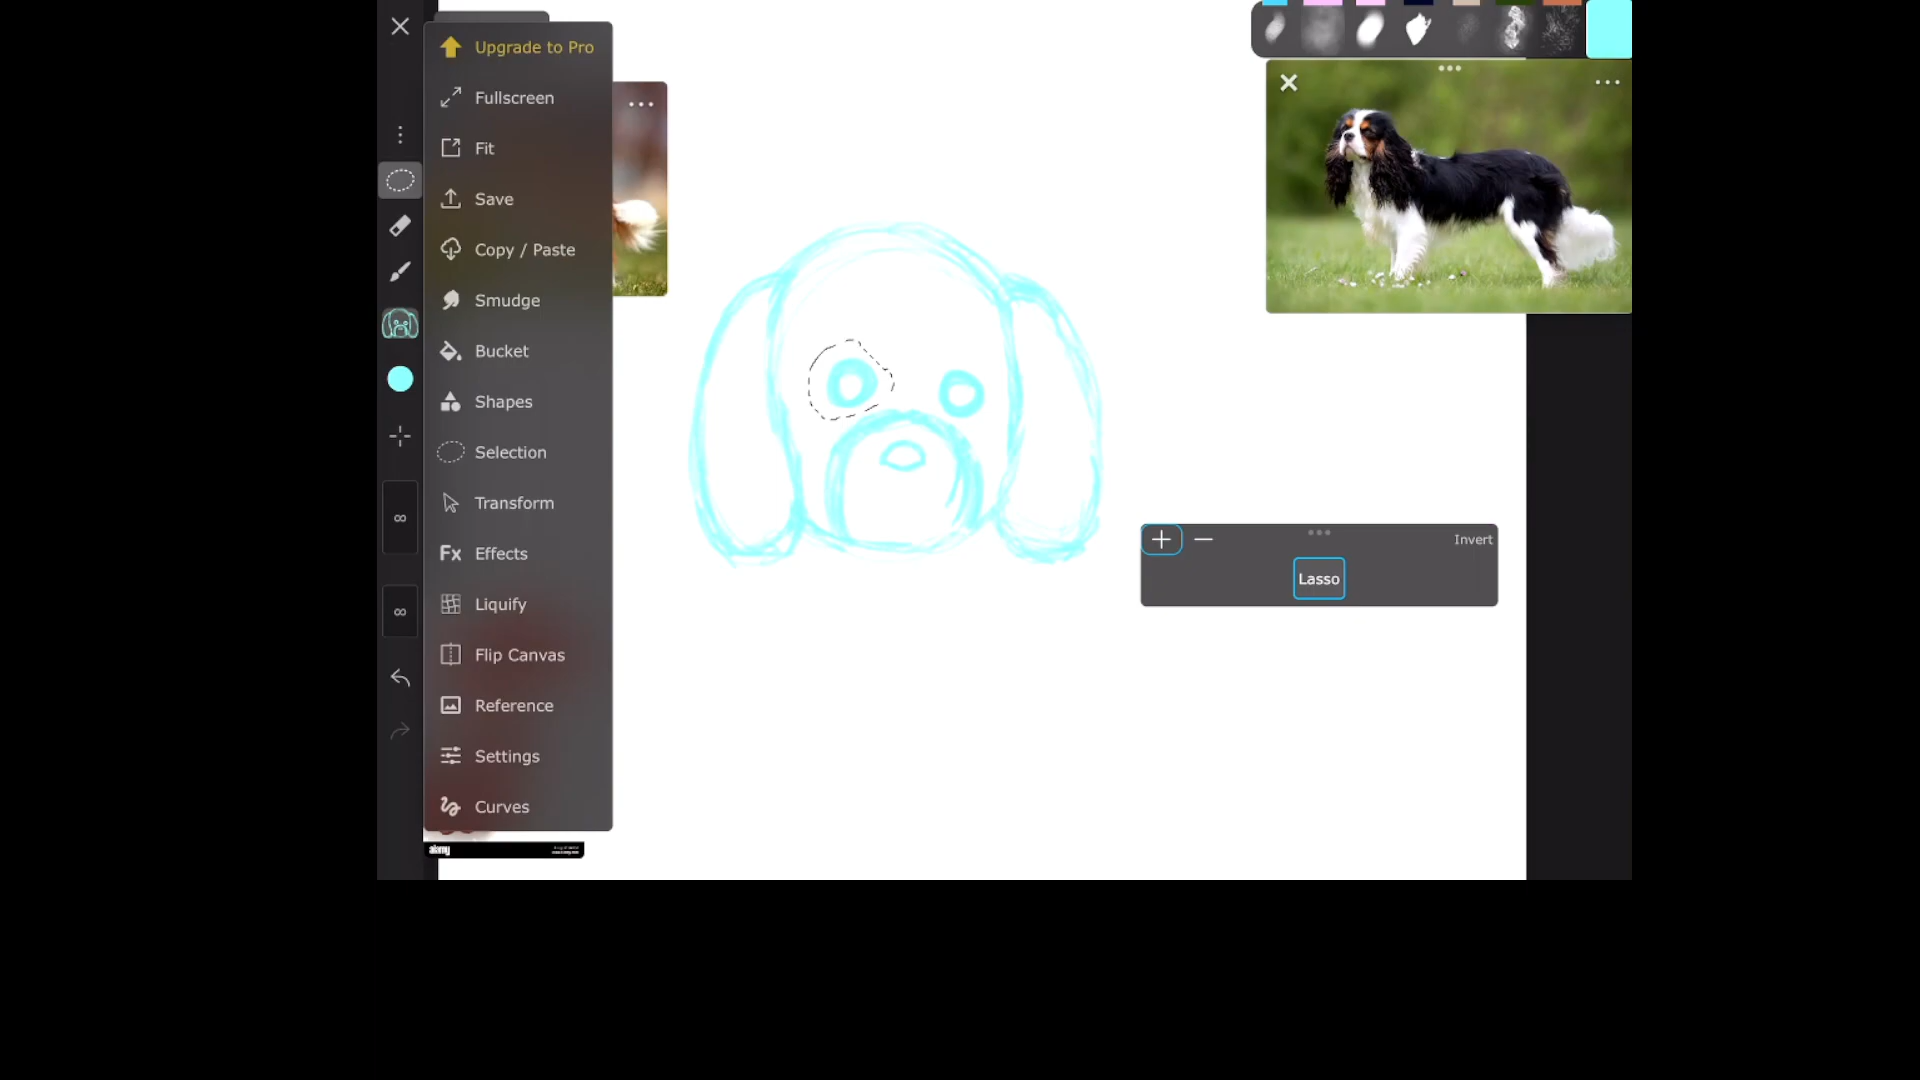 Upgrade to Pro
Fullscreen
Fit
Save
Copy / Paste
Smudge
Bucket
Shapes
Selection
Transform
Fx Effects
Liquify
Flip Canvas
Reference
Settings
Curves
alamy
Invert
Lasso